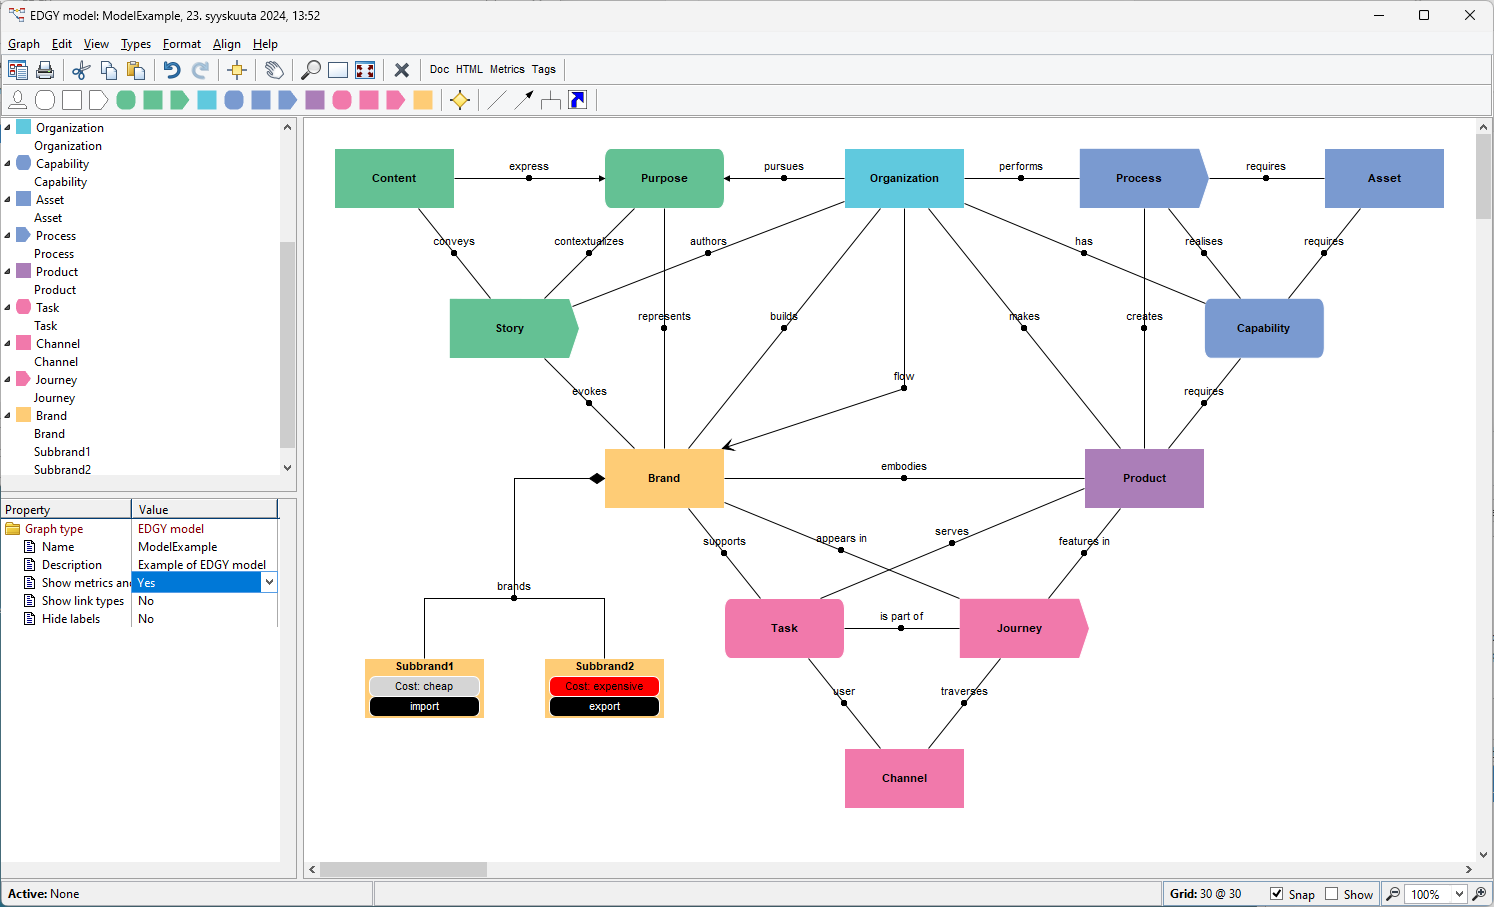 EDGY model: ModelExample, 23. syyskuuta 2024, 13:52
Graph Edit View Types Format Align Help
Doc HTML Metrics Tags
Organization
Organization
Capability
Capability
Asset
Asset
Process
Process
Product
Product
Task
Task
Channel
Channel
Journey
Journey
Brand
Brand
Subbrand1
Subbrand2
Property Value
Graph type EDGY model
Name ModelExample
Description Example of EDGY model
Show metrics an Yes
Show link types No
Hide labels No
Content express Purpose pursues Organization performs Process requires Asset
conveys contextualizes authors has realises requires
Story represents builds makes creates Capability
flow
evokes requires
Brand embodies Product
supports appears in serves features in
brands
Task is part of Journey
Subbrand1 Subbrand2
Cost: cheap Cost: expensive
import export
user traverses
Channel
Active: None Grid: 30 @ 30 Snap Show 100%